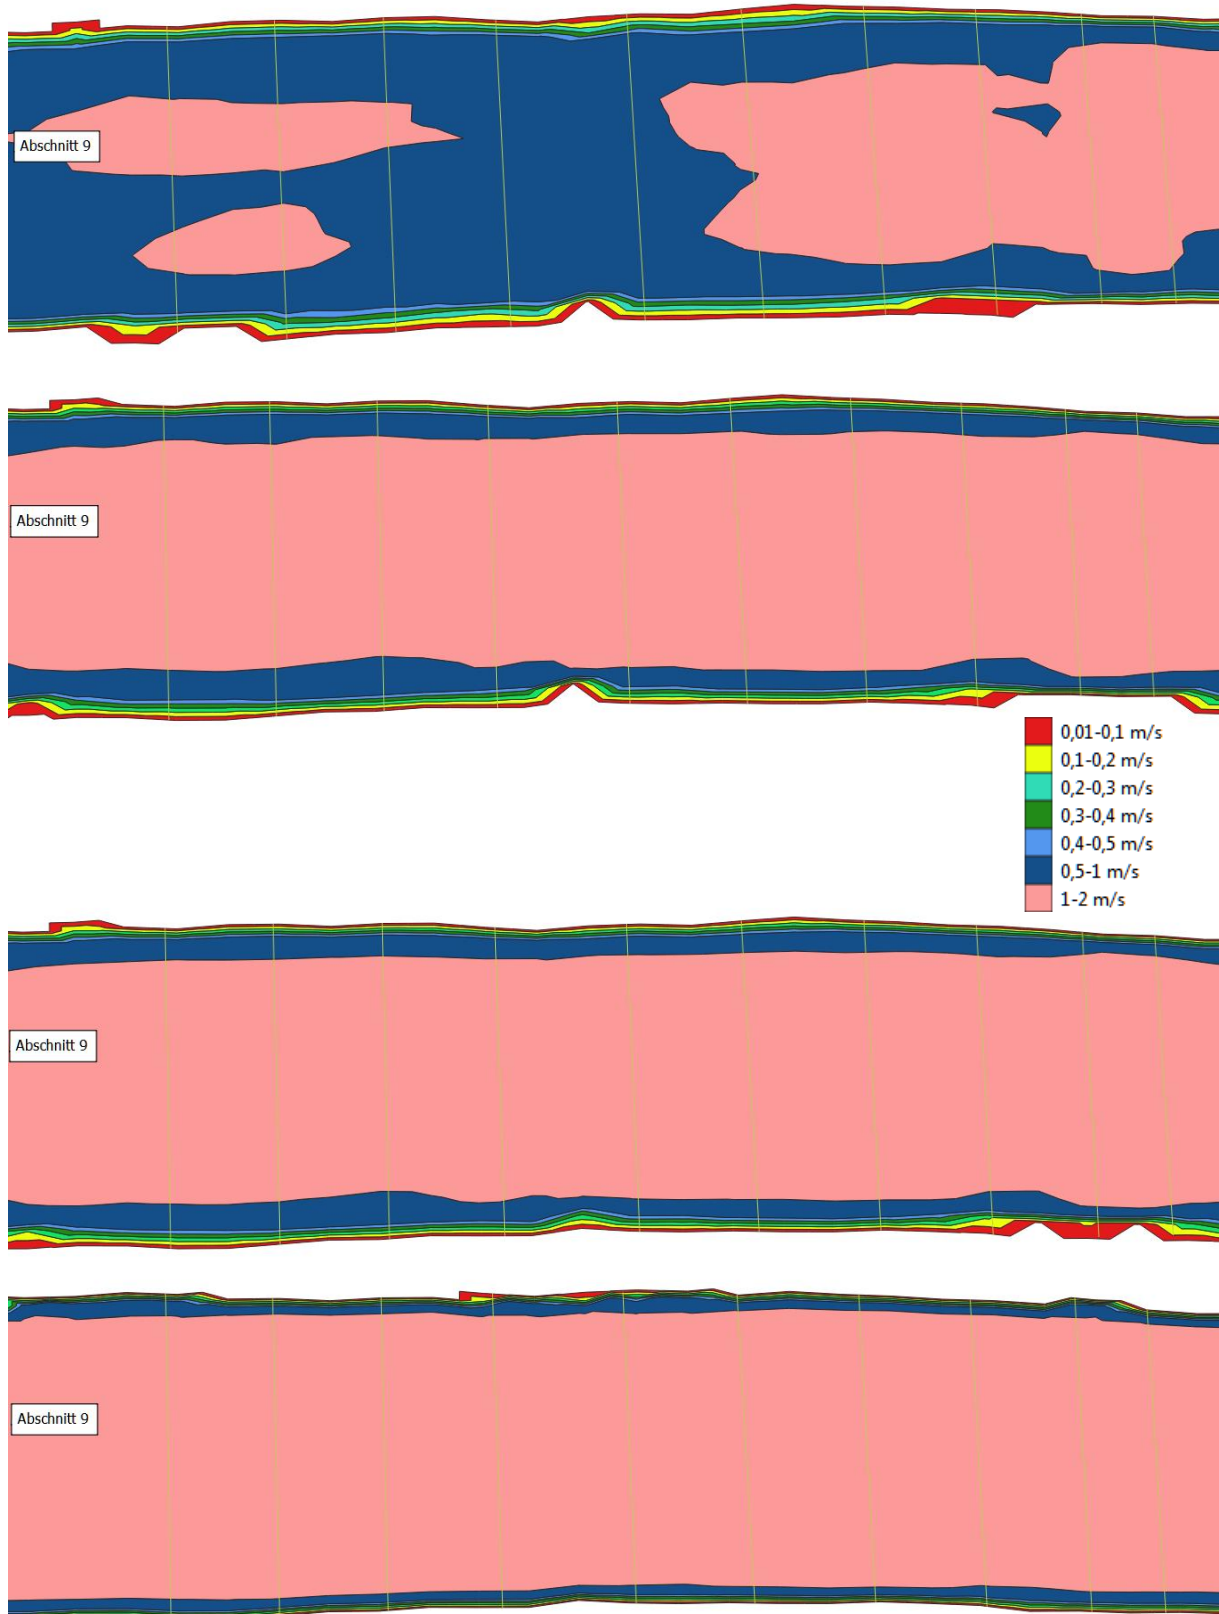 Abschnitt 9
Abschnitt 9
0,01-0,1 m/s
0,1-0,2 m/s
0,2-0,3 m/s
0,3-0,4 m/s
0,4-0,5 m/s
0,5-1 m/s
1-2 m/s
Abschnitt 9
Abschnitt 9